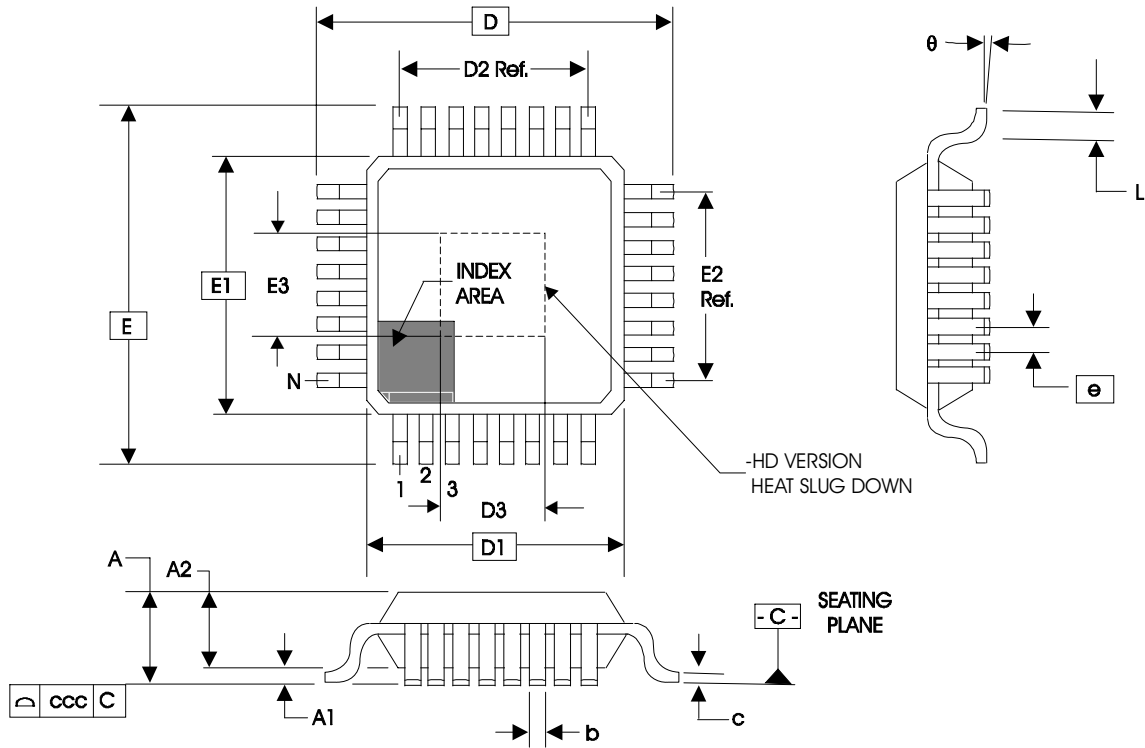 D
D2 Ref.
θ
L
E1
E3
INDEX
AREA
E2
Ref.
E
N
e
1
2
3
D3
-HD VERSION
HEAT SLUG DOWN
D1
A
A2
- C -
SEATING
PLANE
⌓ ccc C
A1
b
c